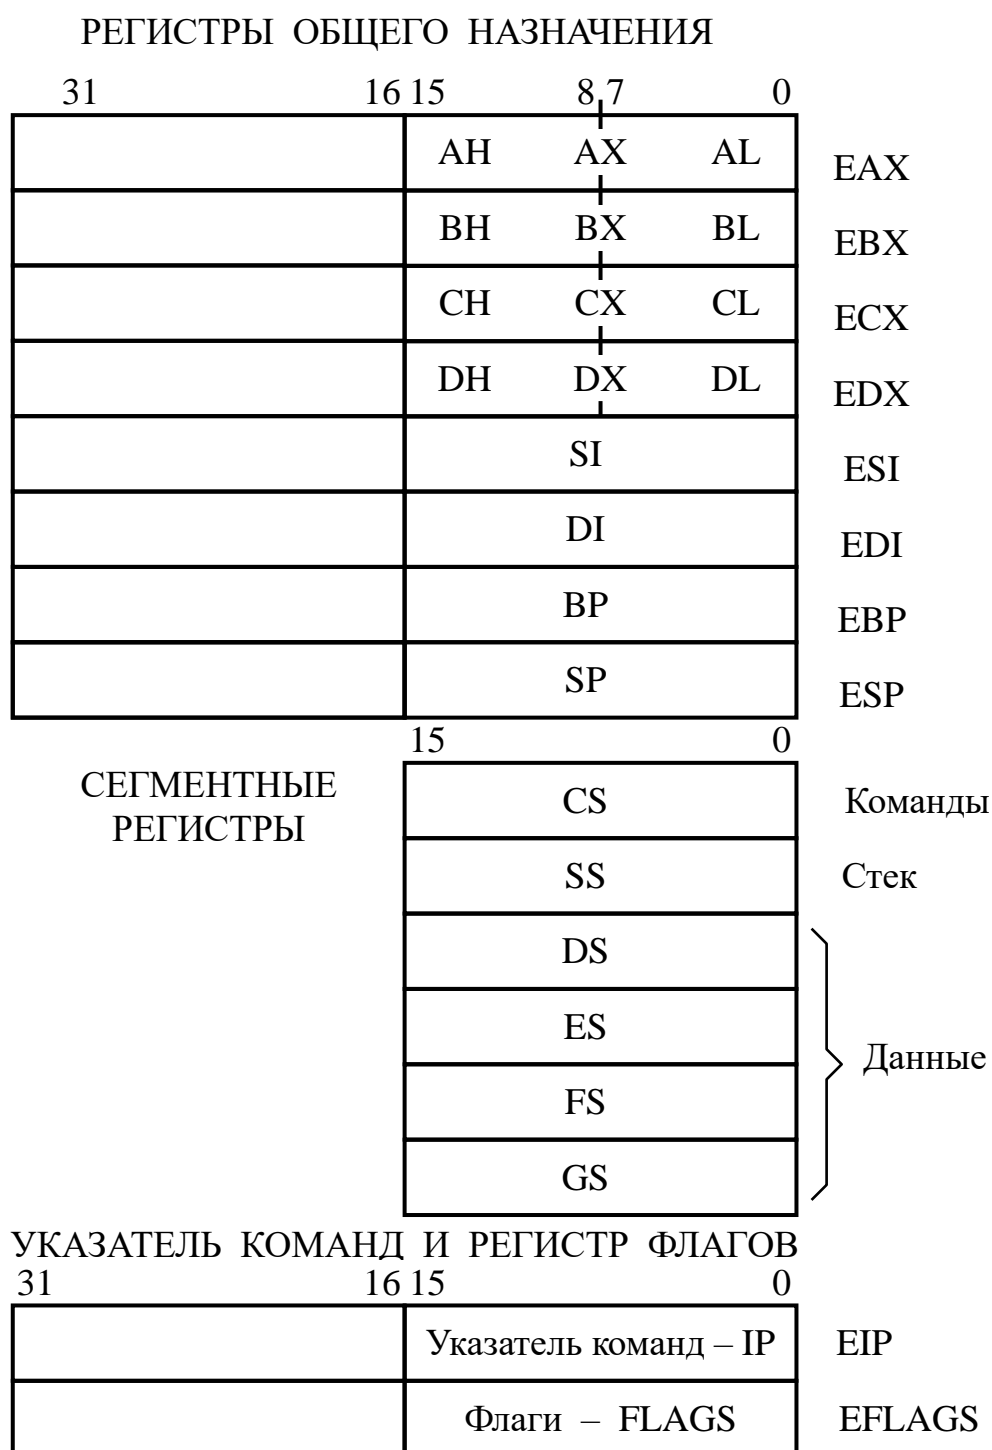 РЕГИСТРЫ ОБЩЕГО НАЗНАЧЕНИЯ
31 16 15 8 7 0
AH AX AL EAX
BH BX BL EBX
CH CX CL ECX
DH DX DL EDX
SI ESI
DI EDI
BP EBP
SP ESP
15 0
СЕГМЕНТНЫЕ
РЕГИСТРЫ
CS Команды
SS Стек
DS
ES
Данные
FS
GS
УКАЗАТЕЛЬ КОМАНД И РЕГИСТР ФЛАГОВ
31 16 15 0
Указатель команд – IP EIP
Флаги – FLAGS EFLAGS